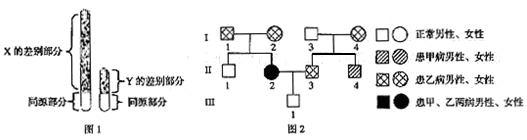 X的差别部分
Y的差别部分
同源部分
同源部分
图1
I
1
2
3
4
II
1
2
3
4
III
1
图2
正常男性、女性
患甲病男性、女性
患乙病男性、女性
患甲、乙两病男性、女性